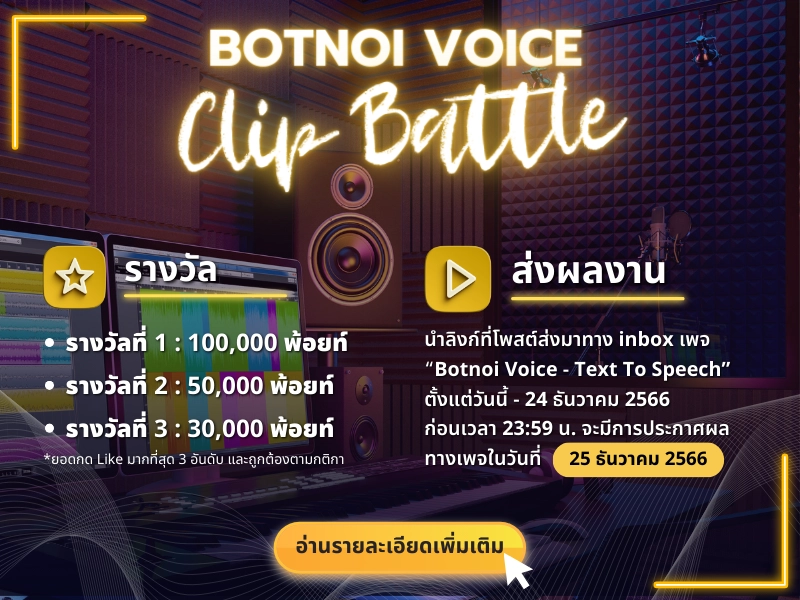 BOTNOI VOICE
Clip Battle
รางวัล
• รางวัลที่ 1 : 100,000 พ้อยท์
• รางวัลที่ 2 : 50,000 พ้อยท์
• รางวัลที่ 3 : 30,000 พ้อยท์
*ยอดกด Like มากที่สุด 3 อันดับ และถูกต้องตามกติกา
ส่งผลงาน
นำลิงก์ที่โพสต์ส่งมาทาง inbox เพจ
“Botnoi Voice - Text To Speech”
ตั้งแต่วันนี้ - 24 ธันวาคม 2566
ก่อนเวลา 23:59 น. จะมีการประกาศผล
ทางเพจในวันที่ 25 ธันวาคม 2566
อ่านรายละเอียดเพิ่มเติม